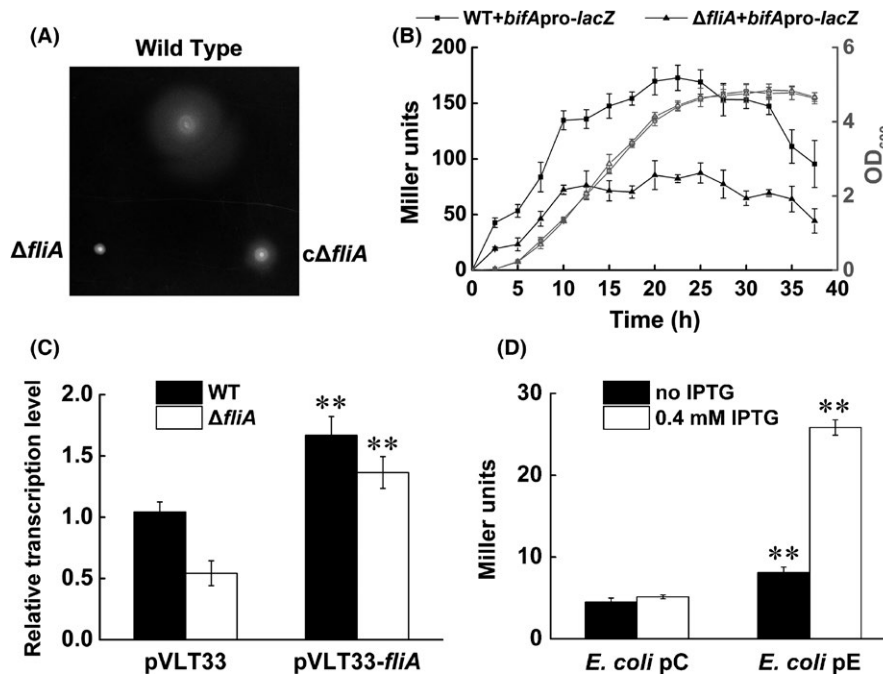 (A)
Wild Type
ΔfliA
cΔfliA
(B)
WT+bifApro-lacZ
ΔfliA+bifApro-lacZ
Miller units
200
150
100
50
0
6
4
2
0
0 5 10 15 20 25 30 35 40
Time (h)
(C)
WT
ΔfliA
Relative transcription level
2.0
1.5
1.0
0.5
0.0
**
**
pVLT33
pVLT33-fliA
(D)
no IPTG
0.4 mM IPTG
Miller units
30
20
10
0
**
**
E. coli pC
E. coli pE